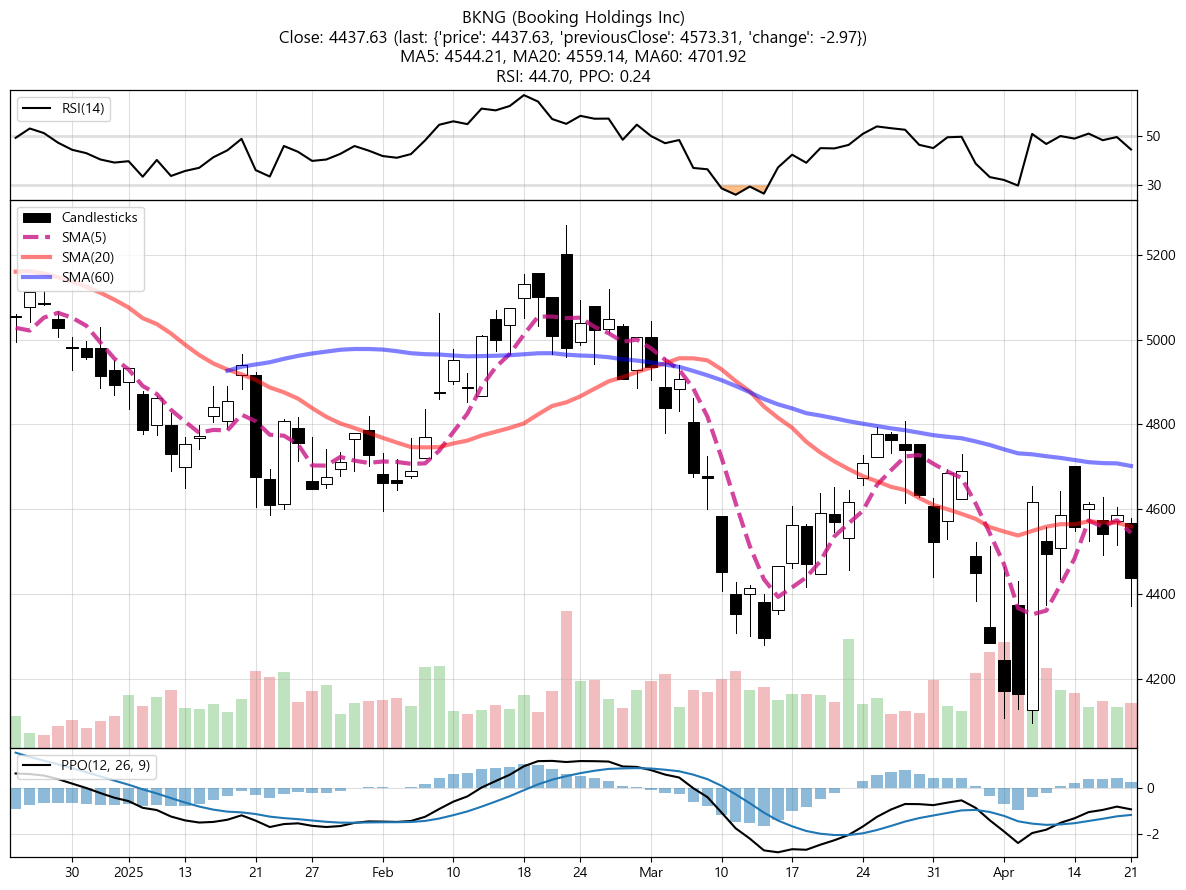 BKNG (Booking Holdings Inc)
Close: 4437.63 (last: {'price': 4437.63, 'previousClose': 4573.31, 'change': -2.97})
MA5: 4544.21, MA20: 4559.14, MA60: 4701.92
RSI: 44.70, PPO: 0.24
RSI(14)
50
30
Candlesticks
SMA(5)
SMA(20)
SMA(60)
5200
5000
4800
4600
4400
4200
PPO(12, 26, 9)
0
-2
30 2025 13 21 27 Feb 10 18 24 Mar 10 17 24 31 Apr 14 21